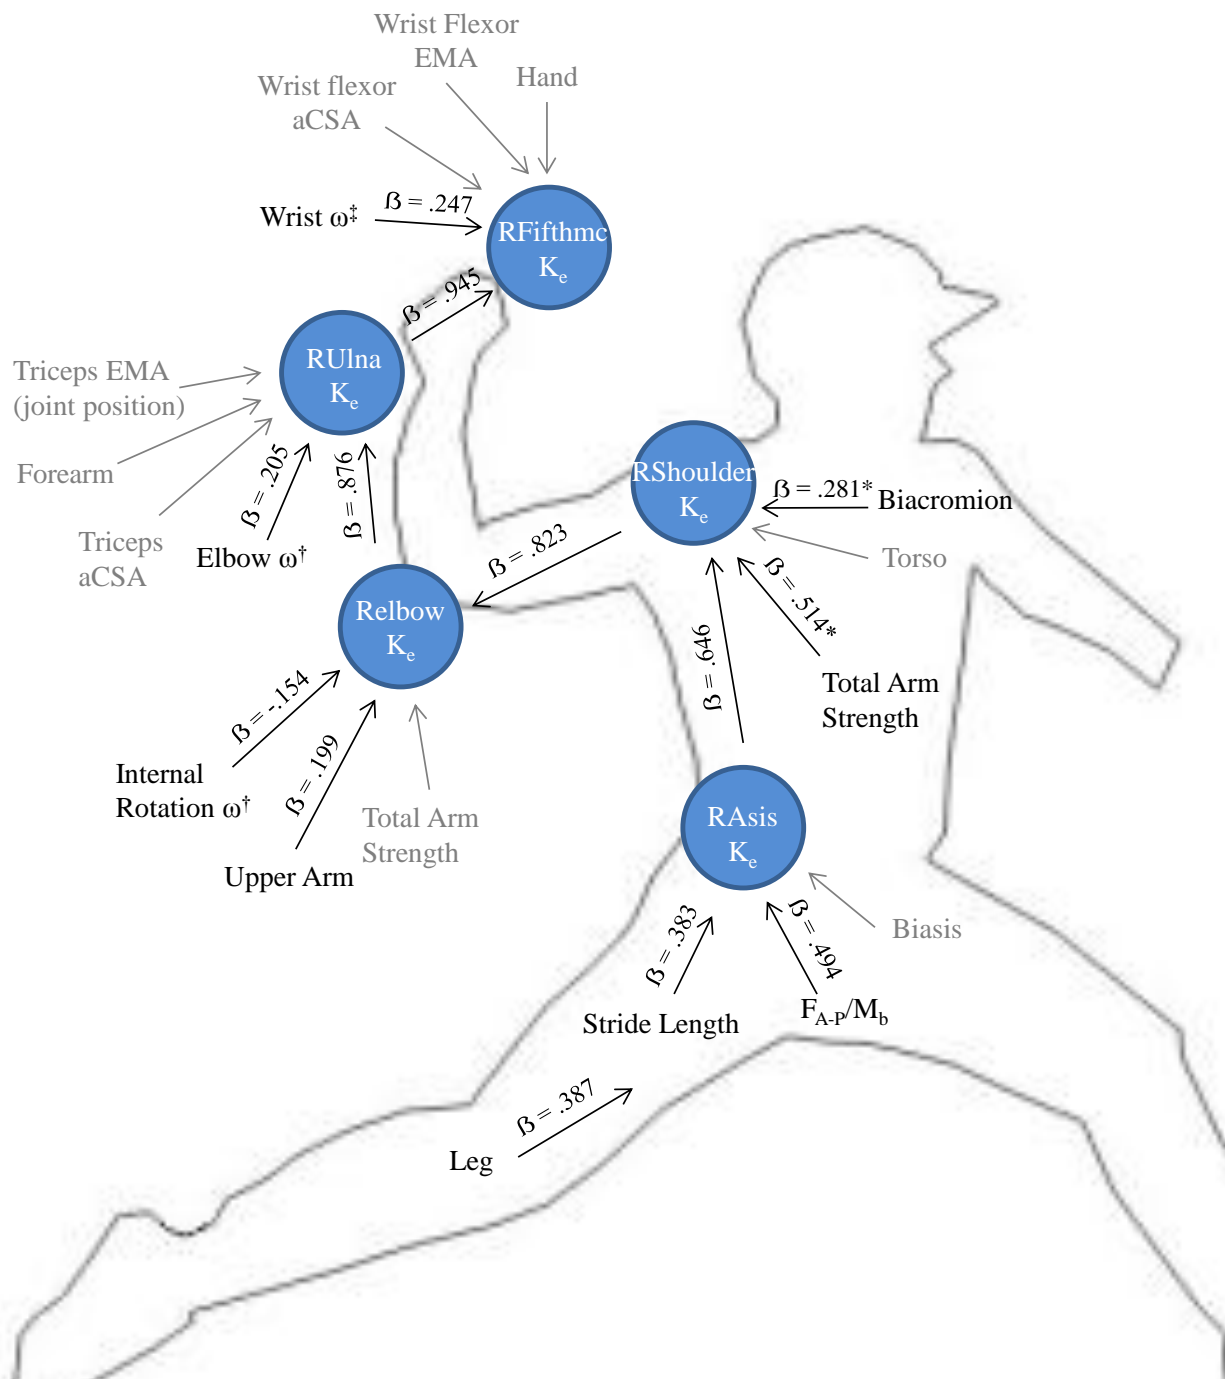 Wrist Flexor
EMA
Hand
Wrist flexor
aCSA
ß = .247
Wrist ω‡
RFifthmc
Ke
ß = .945
RUlna
Ke
Triceps EMA
(joint position)
Forearm
Triceps
aCSA
ß = .205
ß = .876
Elbow ω†
RShoulder
Ke
ß = .281*
Biacromion
Torso
ß = .823
ß = .514*
Total Arm
Strength
Relbow
Ke
ß = .646
ß = -.154
Internal
Rotation ω†
ß = .199
Upper Arm
Total Arm
Strength
RAsis
Ke
Biasis
ß = .383
ß = .494
Stride Length
FA-P/Mb
ß = .387
Leg